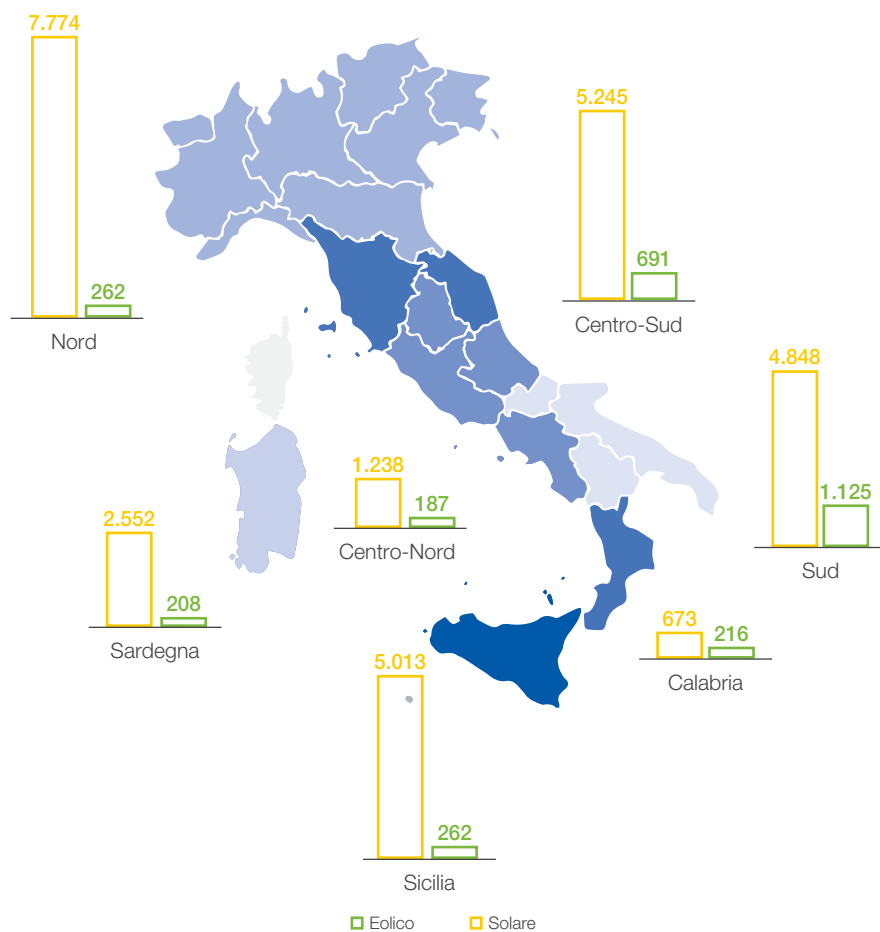 7.774
262
Nord
5.245
691
Centro-Sud
4.848
1.125
Sud
1.238
187
Centro-Nord
2.552
208
Sardegna
673
216
Calabria
5.013
262
Sicilia
Eolico
Solare